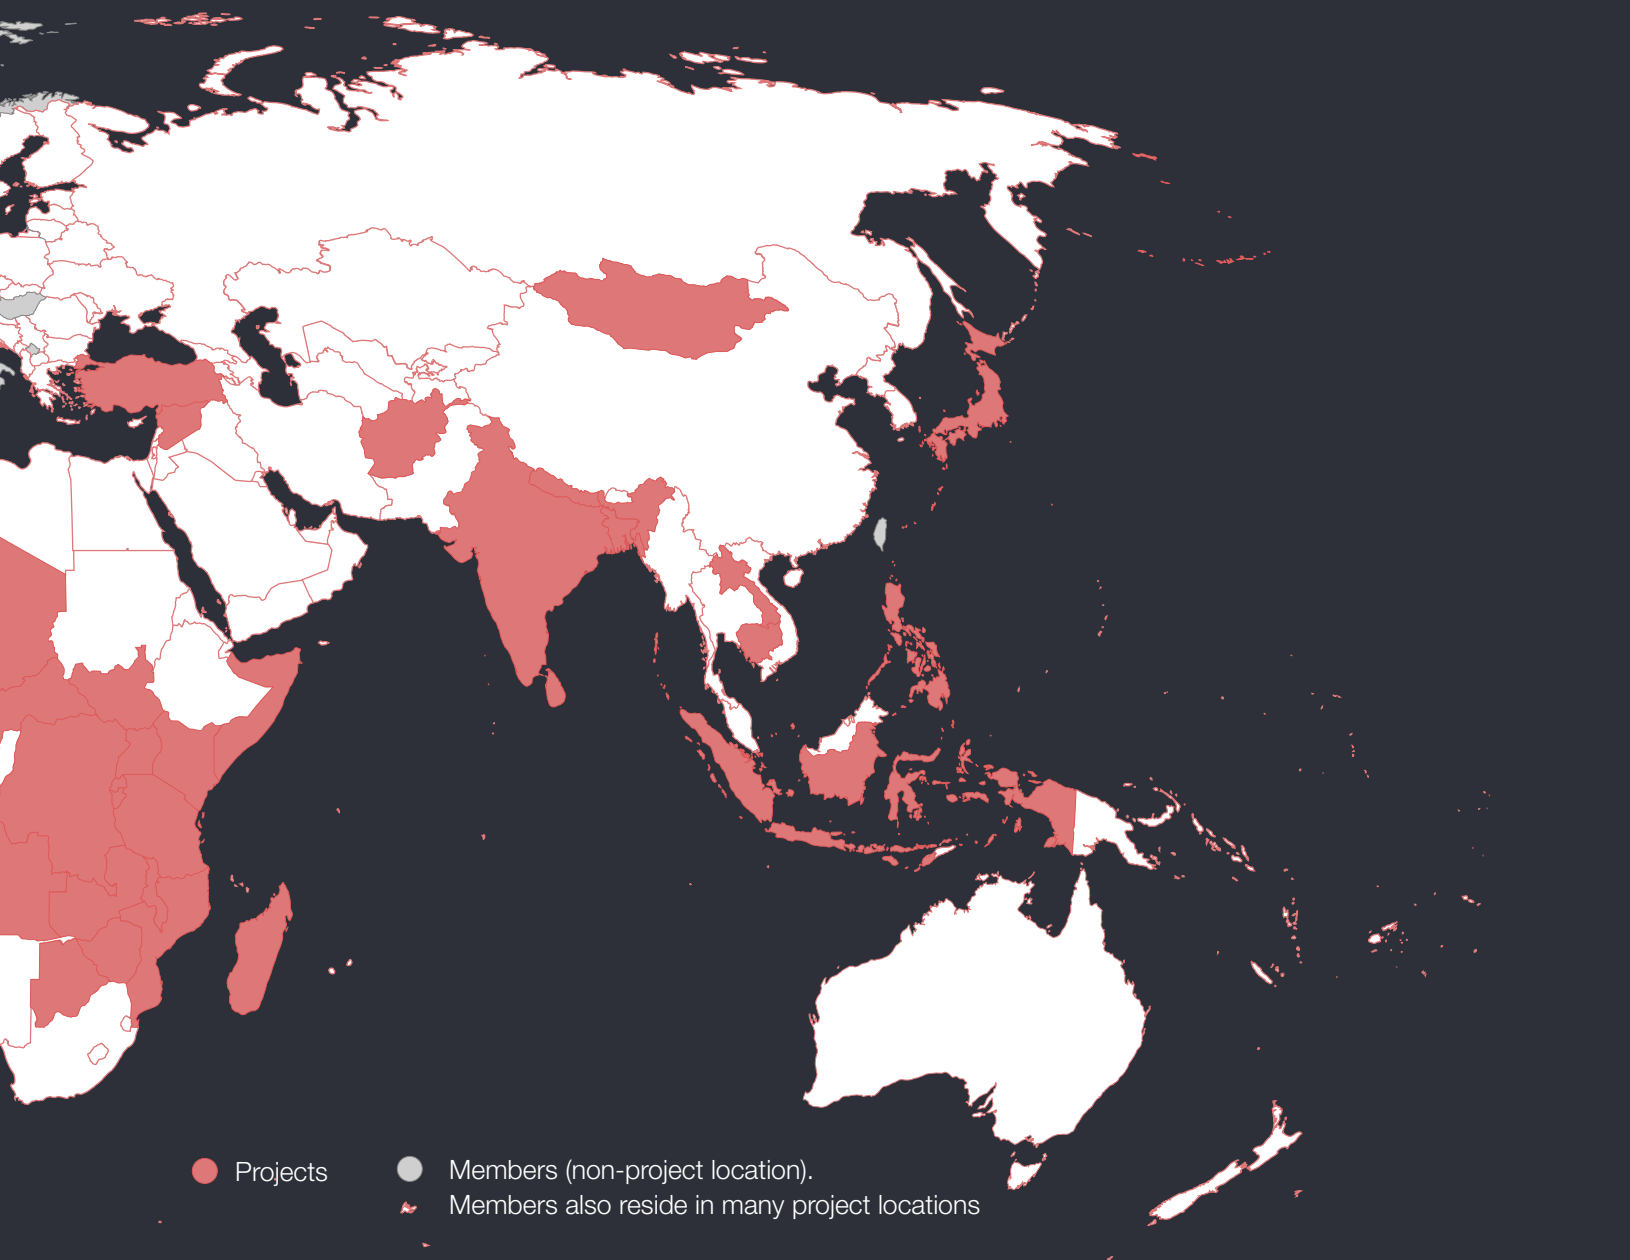 Projects
Members (non-project location).
Members also reside in many project locations